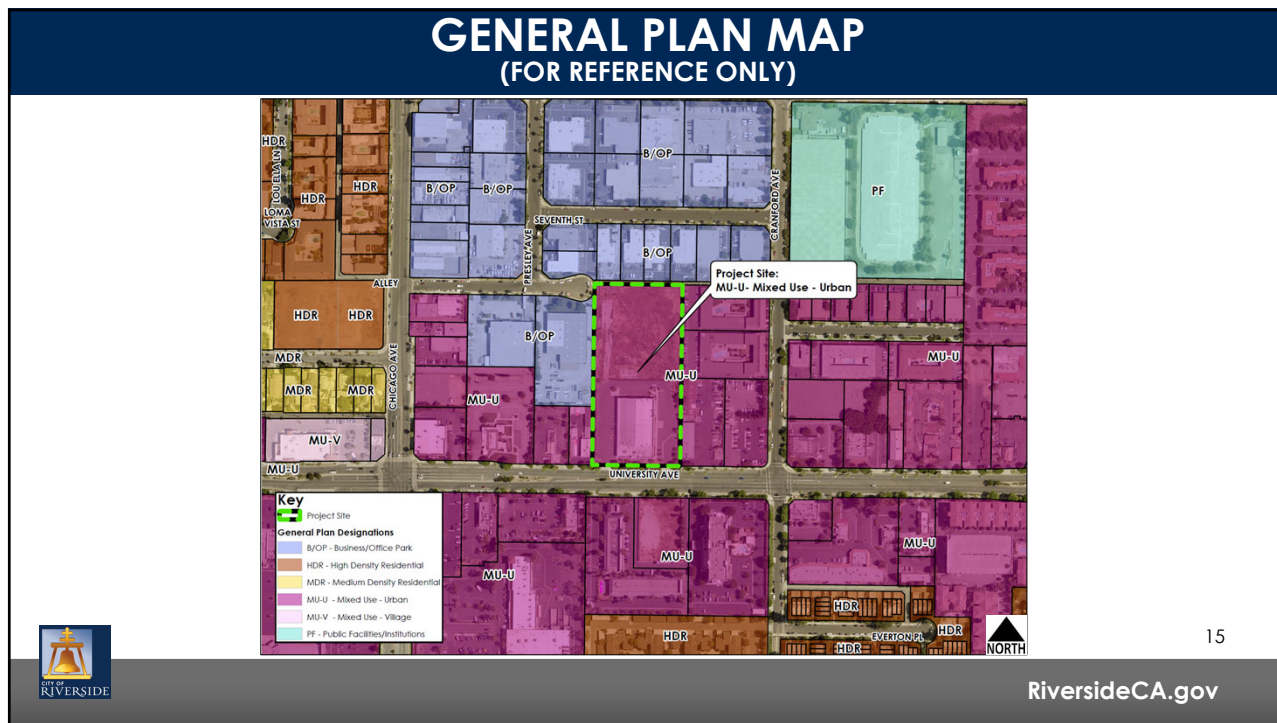 GENERAL PLAN MAP
(FOR REFERENCE ONLY)
HDR
LOUELLA LN
HDR
HDR
LOMA
VISTA ST
B/OP
B/OP
B/OP
PRESLEY AVE
SEVENTH ST
B/OP
CRANFORD AVE
PF
ALLEY
Project Site:
MU-U- Mixed Use - Urban
HDR
HDR
CHICAGO AVE
B/OP
MDR
MU-U
MU-U
MDR
MDR
MU-U
MU-V
MU-U
UNIVERSITY AVE
Key
Project Site
General Plan Designations
B/OP - Business/Office Park
HDR - High Density Residential
MDR - Medium Density Residential
MU-U - Mixed Use - Urban
MU-V - Mixed Use - Village
PF - Public Facilities/Institutions
MU-U
MU-U
MU-U
HDR
HDR
EVERTON PL
HDR
HDR
NORTH
15
CITY OF
RIVERSIDE
RiversideCA.gov